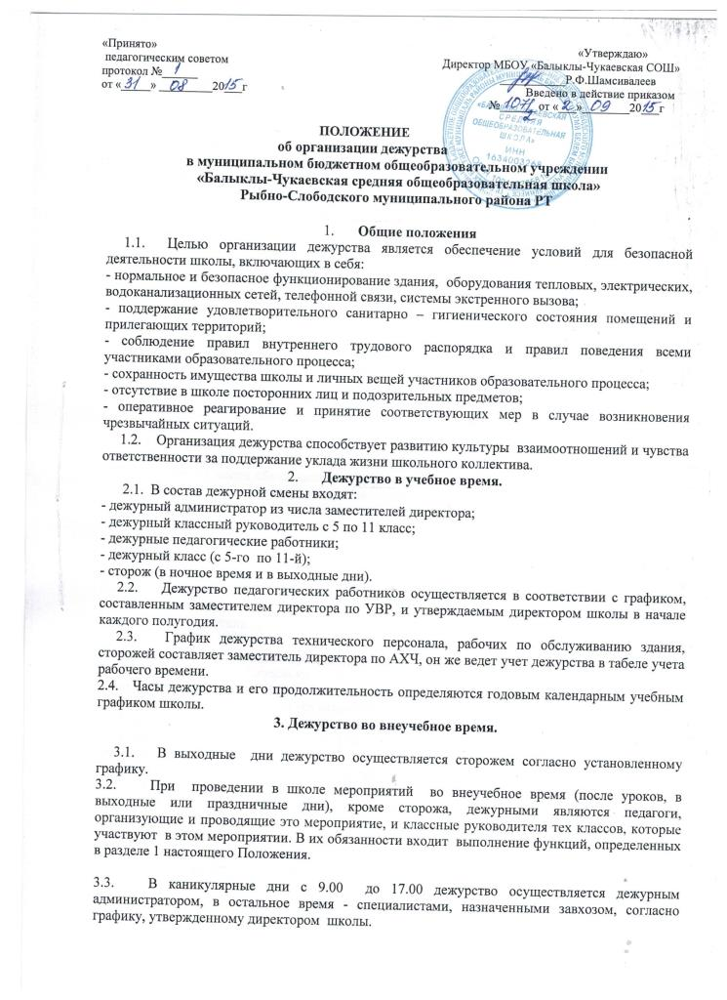 «Принято»
педагогическим советом
протокол № 1
от « 31 » 08 2015 г
«Утверждаю»
Директор МБОУ «Балыклы-Чукаевская СОШ»
Р.Ф.Шамсивалеев
Введено в действие приказом
№ 107/2 от « 2 » 09 2015 г
СРЕДНЯЯ
ОБЩЕОБРАЗОВАТЕЛЬНАЯ
ШКОЛА»
ИНН
1634003268
ПОЛОЖЕНИЕ
об организации дежурства
в муниципальном бюджетном общеобразовательном учреждении
«Балыклы-Чукаевская средняя общеобразовательная школа»
Рыбно-Слободского муниципального района РТ
1. Общие положения
1.1. Целью организации дежурства является обеспечение условий для безопасной
деятельности школы, включающих в себя:
- нормальное и безопасное функционирование здания, оборудования тепловых, электрических,
водоканализационных сетей, телефонной связи, системы экстренного вызова;
- поддержание удовлетворительного санитарно – гигиенического состояния помещений и
прилегающих территорий;
- соблюдение правил внутреннего трудового распорядка и правил поведения всеми
участниками образовательного процесса;
- сохранность имущества школы и личных вещей участников образовательного процесса;
- отсутствие в школе посторонних лиц и подозрительных предметов;
- оперативное реагирование и принятие соответствующих мер в случае возникновения
чрезвычайных ситуаций.
1.2. Организация дежурства способствует развитию культуры взаимоотношений и чувства
ответственности за поддержание уклада жизни школьного коллектива.
2. Дежурство в учебное время.
2.1. В состав дежурной смены входят:
- дежурный администратор из числа заместителей директора;
- дежурный классный руководитель с 5 по 11 класс;
- дежурные педагогические работники;
- дежурный класс (с 5-го по 11-й);
- сторож (в ночное время и в выходные дни).
2.2. Дежурство педагогических работников осуществляется в соответствии с графиком,
составленным заместителем директора по УВР, и утверждаемым директором школы в начале
каждого полугодия.
2.3. График дежурства технического персонала, рабочих по обслуживанию здания,
сторожей составляет заместитель директора по АХЧ, он же ведет учет дежурства в табеле учета
рабочего времени.
2.4. Часы дежурства и его продолжительность определяются годовым календарным учебным
графиком школы.
3. Дежурство во внеучебное время.
3.1. В выходные дни дежурство осуществляется сторожем согласно установленному
графику.
3.2. При проведении в школе мероприятий во внеучебное время (после уроков, в
выходные или праздничные дни), кроме сторожа, дежурными являются педагоги,
организующие и проводящие это мероприятие, и классные руководителя тех классов, которые
участвуют в этом мероприятии. В их обязанности входит выполнение функций, определенных
в разделе 1 настоящего Положения.
3.3. В каникулярные дни с 9.00 до 17.00 дежурство осуществляется дежурным
администратором, в остальное время - специалистами, назначенными завхозом, согласно
графику, утвержденному директором школы.